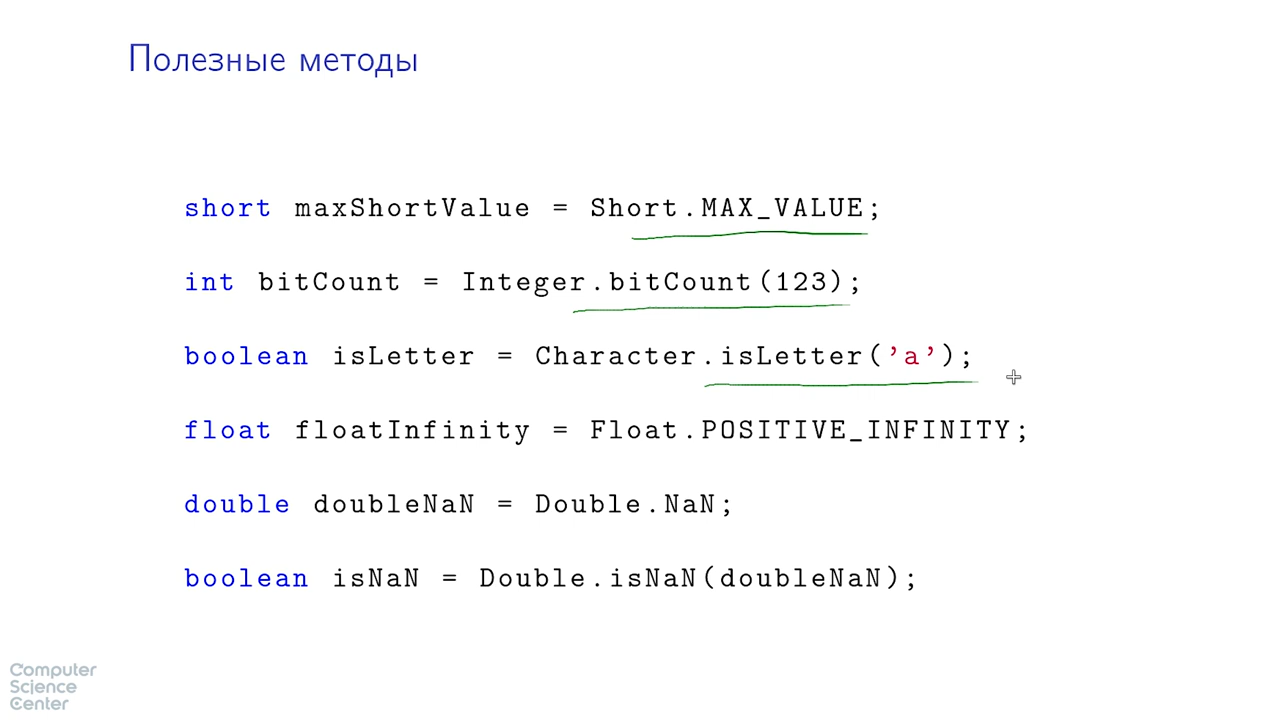 Полезные методы
short maxShortValue = Short.MAX_VALUE;
int bitCount = Integer.bitCount(123);
boolean isLetter = Character.isLetter(’a’);
float floatInfinity = Float.POSITIVE_INFINITY;
double doubleNaN = Double.NaN;
boolean isNaN = Double.isNaN(doubleNaN);
Computer
Science
Center